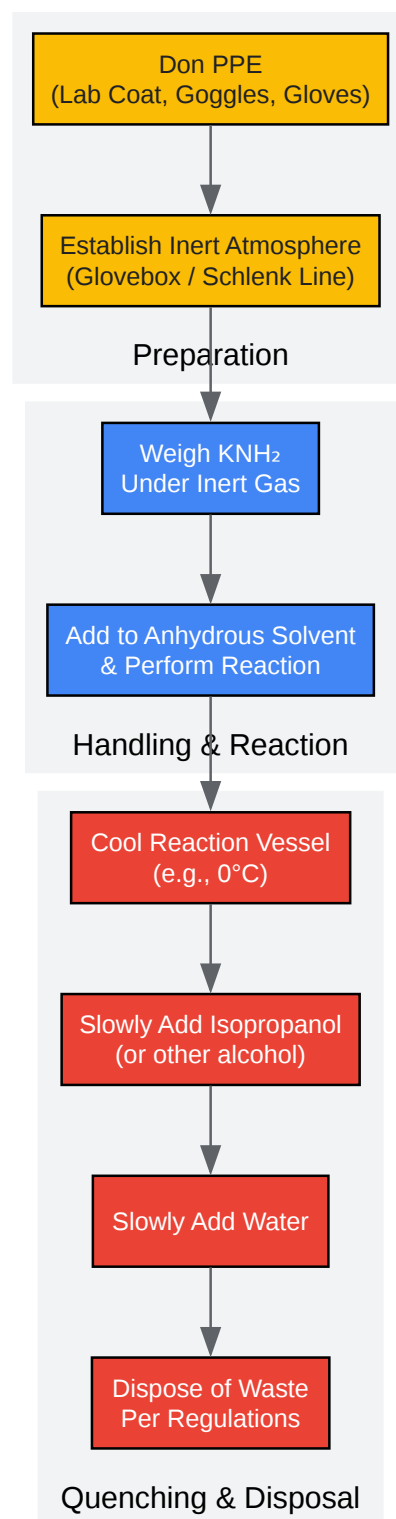 Don PPE
(Lab Coat, Goggles, Gloves)
Establish Inert Atmosphere
(Glovebox / Schlenk Line)
Preparation
Weigh KNH₂
Under Inert Gas
Add to Anhydrous Solvent
& Perform Reaction
Handling & Reaction
Cool Reaction Vessel
(e.g., 0°C)
Slowly Add Isopropanol
(or other alcohol)
Slowly Add Water
Dispose of Waste
Per Regulations
Quenching & Disposal